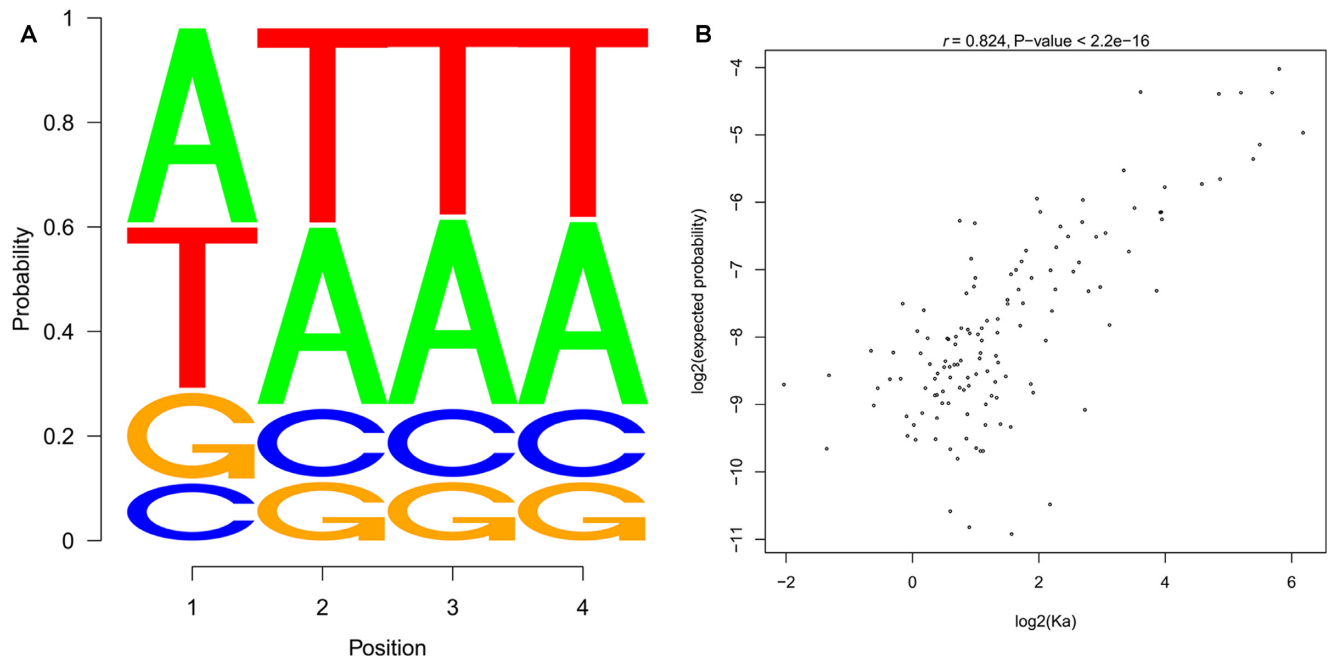 A
Probability
1
0.8
0.6
0.4
0.2
0
A T T T
T A A A
G C C C
C G G G
1 2 3 4
Position
B
r = 0.824, P−value < 2.2e−16
log2(expected probability)
−4
−5
−6
−7
−8
−9
−10
−11
−2 0 2 4 6
log2(Ka)